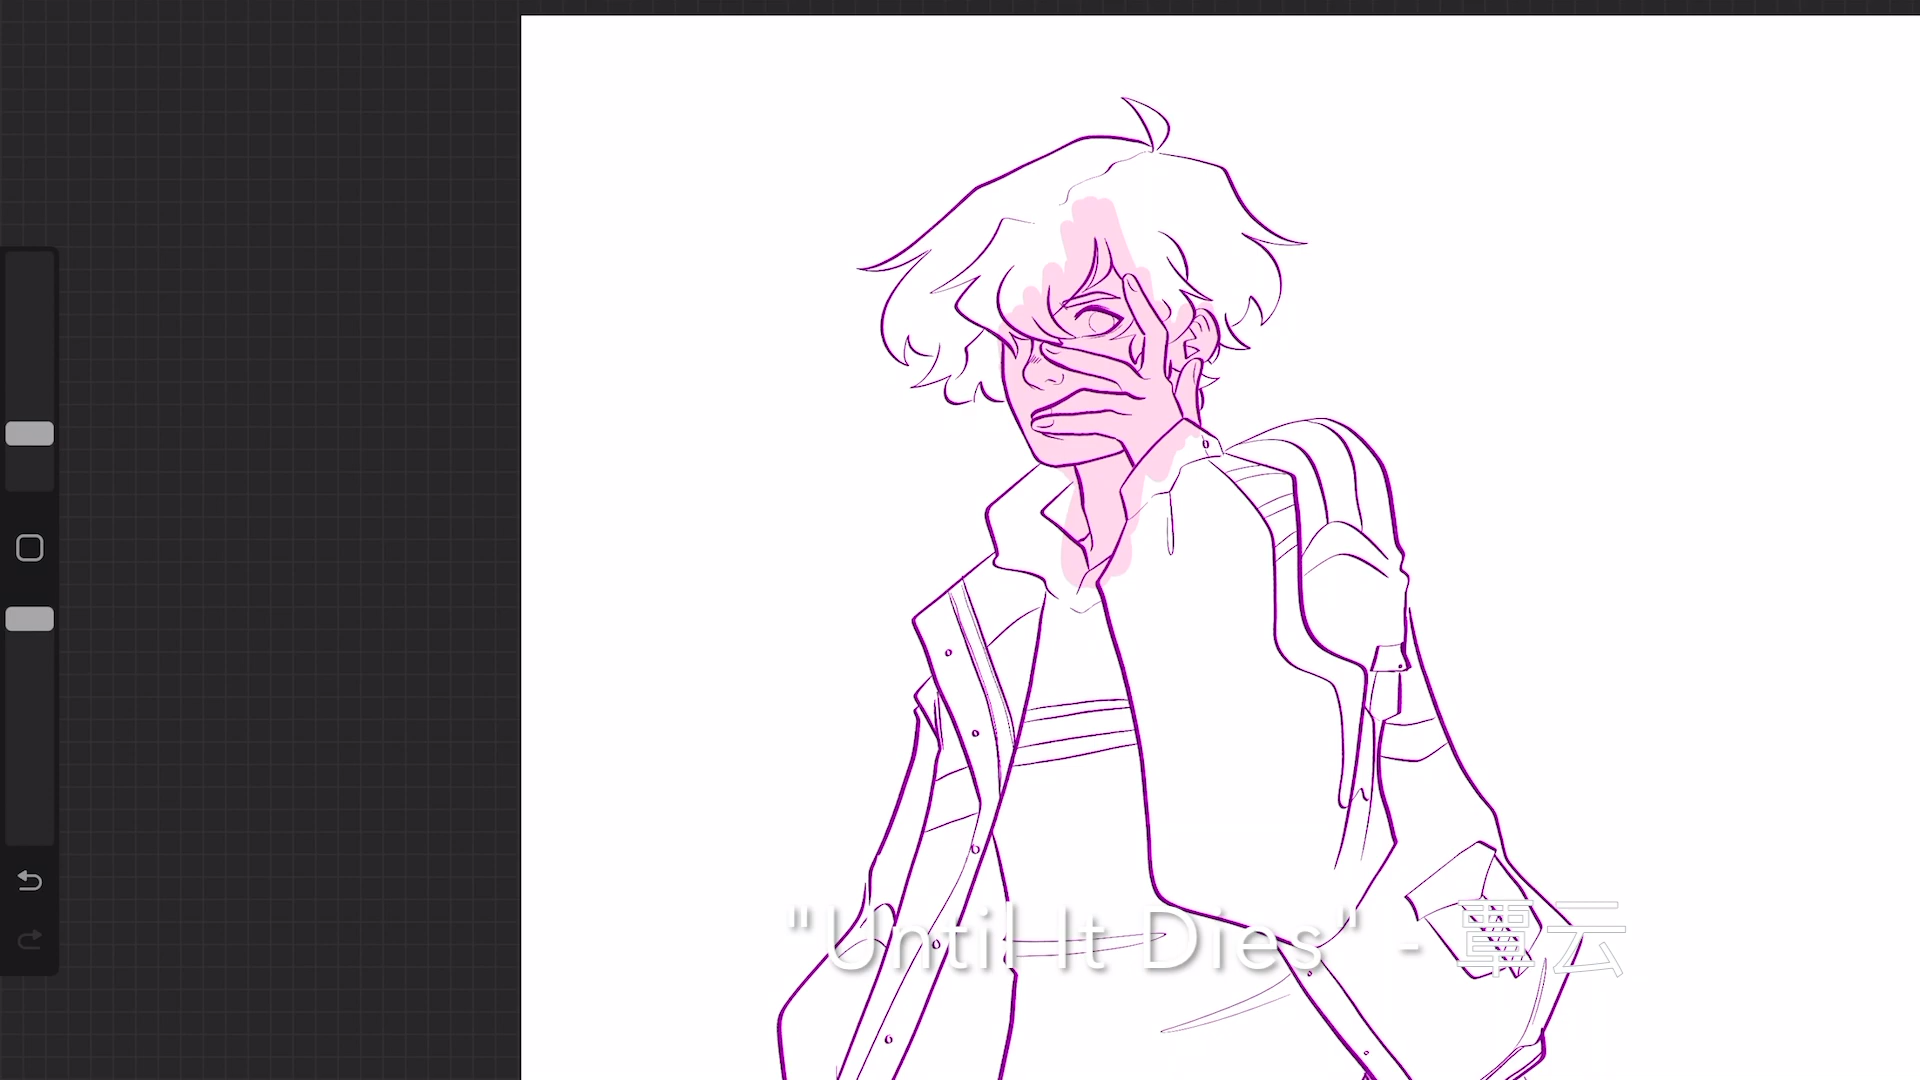 "Until It Dies" - 覃云